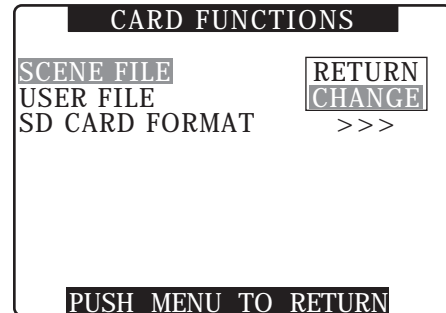 CARD FUNCTIONS
SCENE FILE RETURN
USER FILE CHANGE
SD CARD FORMAT >>>
PUSH MENU TO RETURN